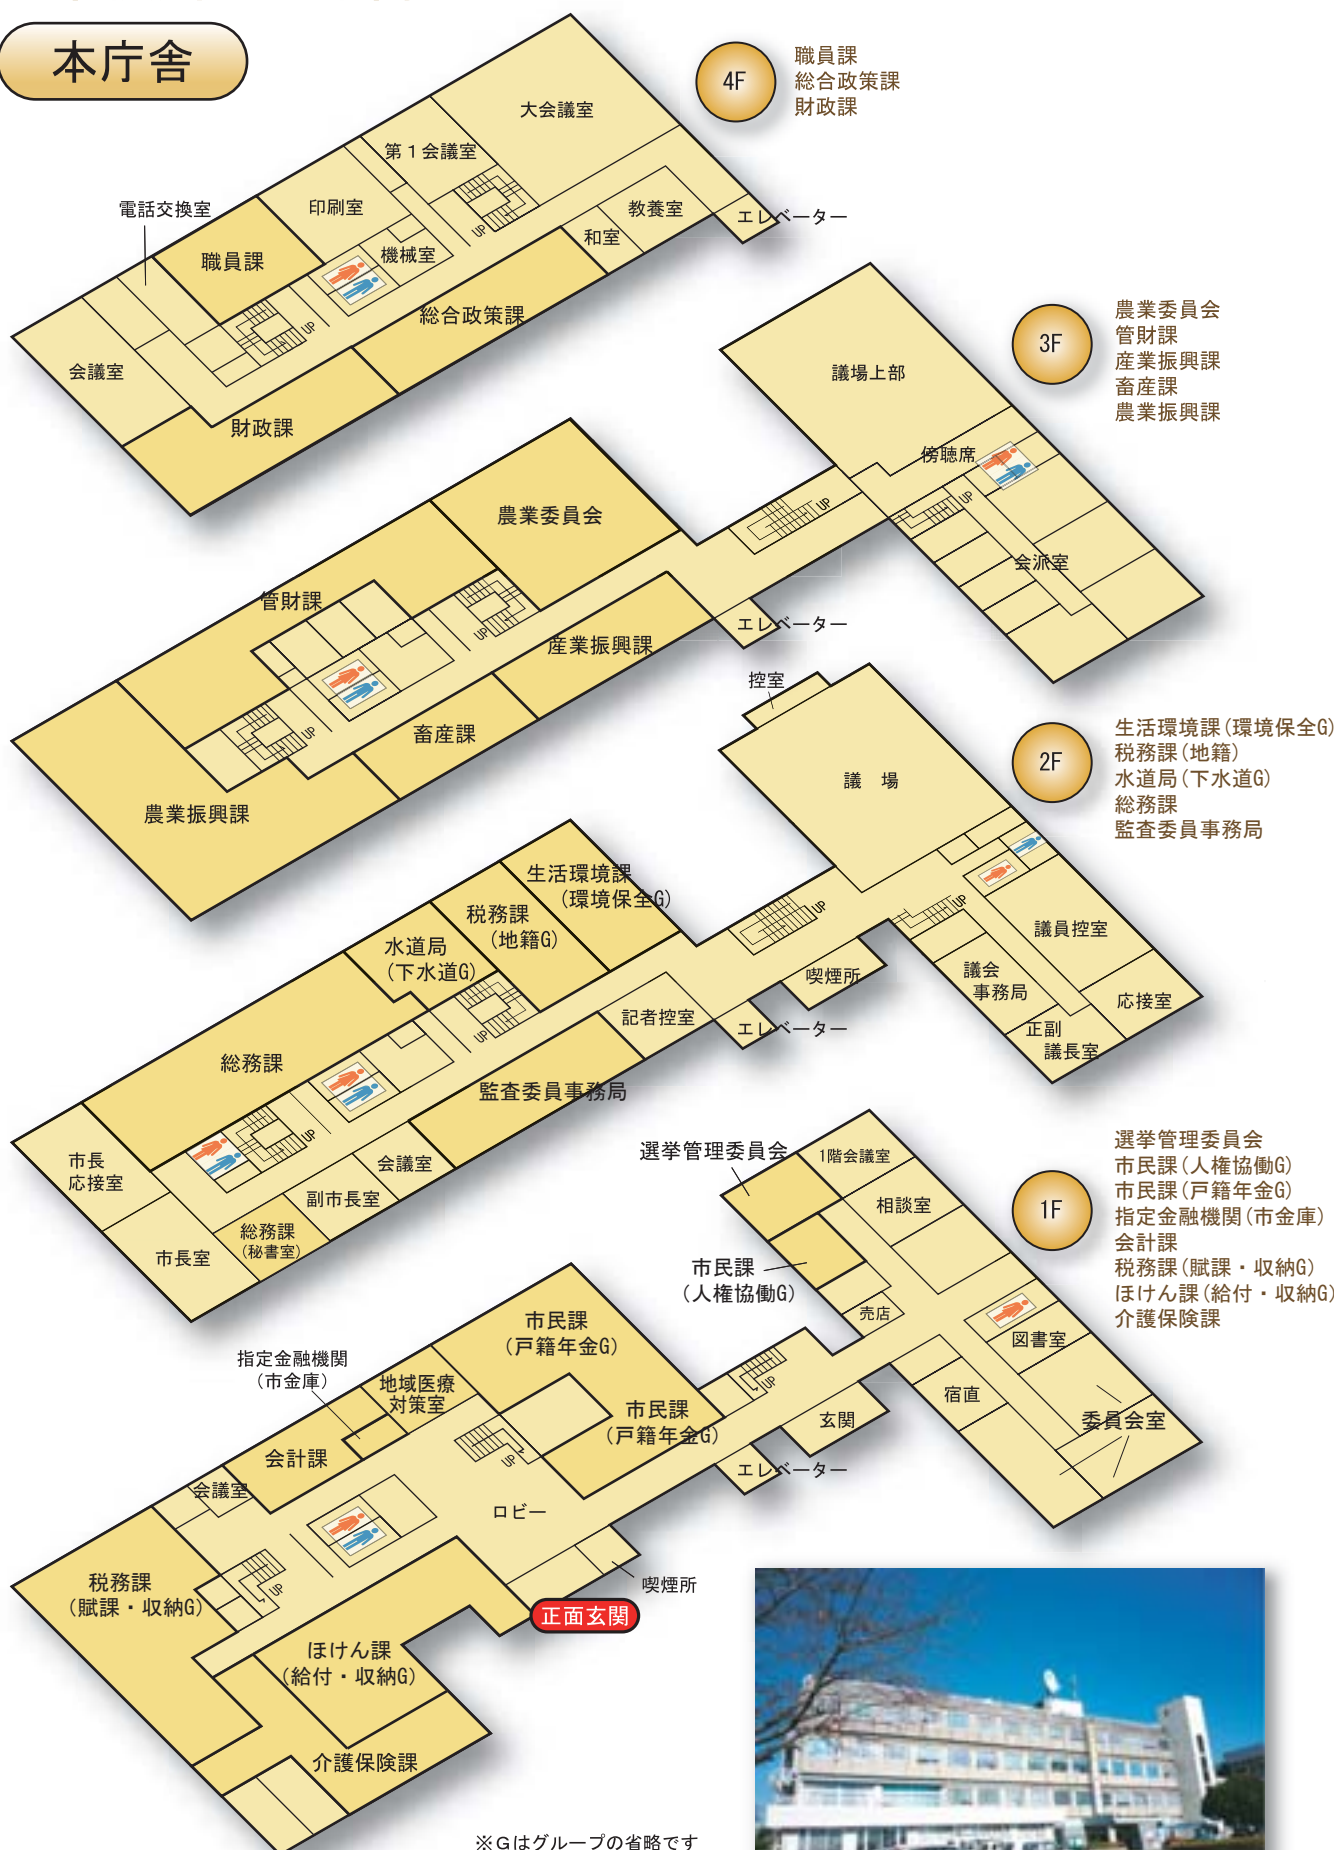 本庁舎
4F
職員課
総合政策課
財政課
大会議室
第1会議室
電話交換室
印刷室
教養室
エレベーター
和室
職員課
機械室
UP
総合政策課
UP
会議室
財政課
3F
農業委員会
管財課
産業振興課
畜産課
農業振興課
議場上部
傍聴席
UP
UP
会派室
農業委員会
管財課
UP
エレベーター
産業振興課
UP
畜産課
農業振興課
2F
生活環境課(環境保全G)
税務課(地籍)
水道局(下水道G)
総務課
監査委員事務局
控室
議 場
生活環境課
(環境保全G)
税務課
(地籍G)
水道局
(下水道G)
UP
UP
議員控室
議会
事務局
応接室
正副
議長室
喫煙所
エレベーター
記者控室
UP
総務課
監査委員事務局
UP
会議室
副市長室
総務課
(秘書室)
市長
応接室
市長室
1F
選挙管理委員会
市民課(人権協働G)
市民課(戸籍年金G)
指定金融機関(市金庫)
会計課
税務課(賦課・収納G)
ほけん課(給付・収納G)
介護保険課
選挙管理委員会
1階会議室
相談室
市民課
(人権協働G)
売店
図書室
宿直
委員会室
市民課
(戸籍年金G)
指定金融機関
(市金庫)
地域医療
対策室
市民課
(戸籍年金G)
UP
玄関
会計課
UP
エレベーター
会議室
ロビー
税務課
(賦課・収納G)
UP
喫煙所
正面玄関
ほけん課
(給付・収納G)
介護保険課
※Gはグループの省略です